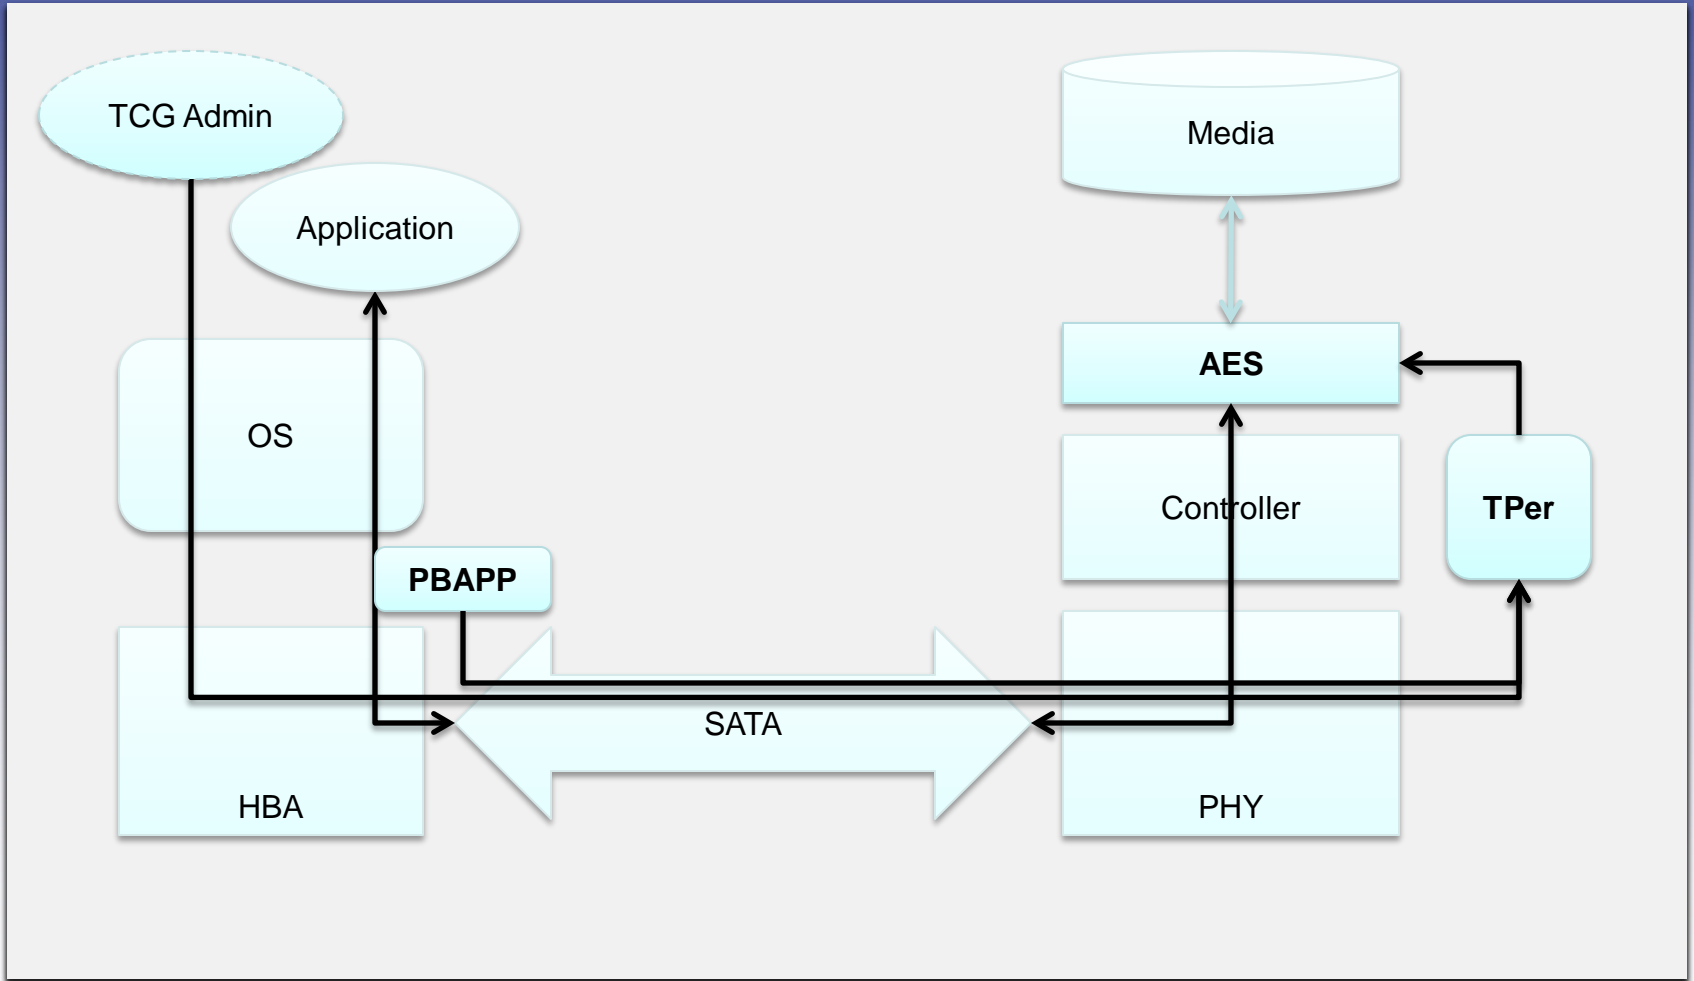 TCG Admin
Media
Application
AES
OS
Controller
TPer
PBAPP
SATA
HBA
PHY